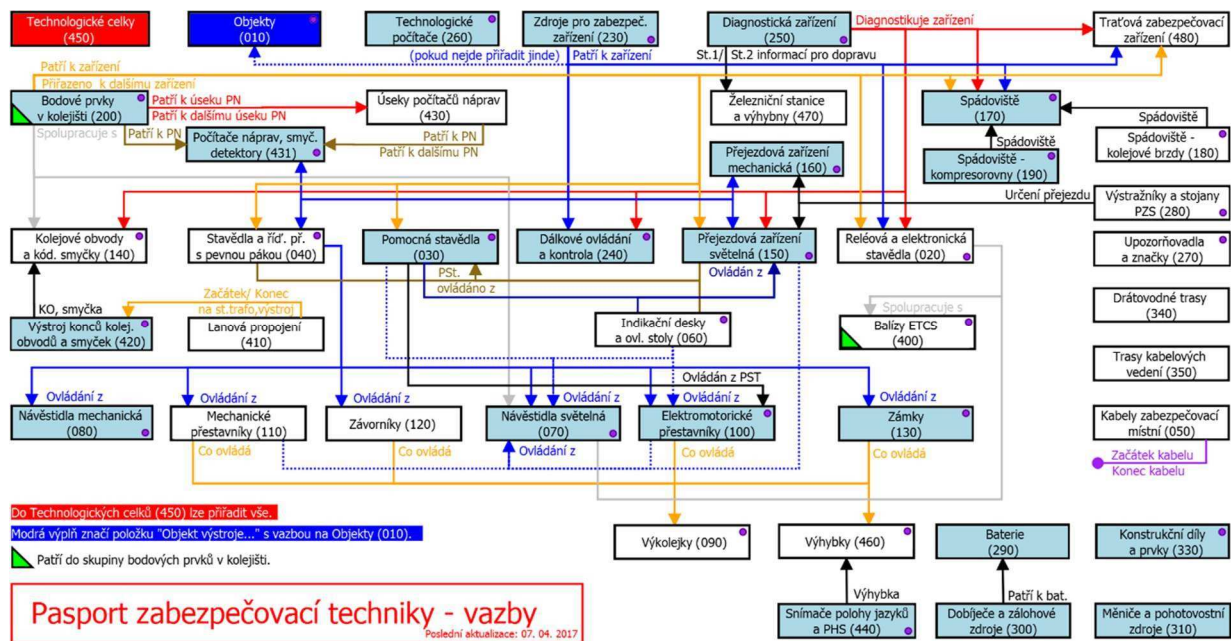 Technologické celky
(450)
Objekty
(010)
Technologické
počítače (260)
Zdroje pro zabezpeč.
zařízení (230)
Diagnostická zařízení
(250)
Diagnostikuje zařízení
Traťová zabezpečovací
zařízení (480)
(pokud nejde přiřadit jinde)
Patří k zařízení
St.1/
St.2 informací pro dopravu
Patří k zařízení
Přiřazeno k dalšímu zařízení
Bodové prvky
v kolejišti (200)
Patří k úseku PN
Patří k dalšímu úseku PN
Úseky počítačů náprav
(430)
Železniční stanice
a výhybny (470)
Spádoviště
(170)
Spolupracuje s
Patří k PN
Počítače náprav, smyč.
detektory (431)
Patří k PN
Patří k dalšímu PN
Přejezdová zařízení
mechanická (160)
Spádoviště
Spádoviště
Spádoviště -
kolejové brzdy (180)
Spádoviště -
kompresorovny (190)
Určení přejezdu
Výstražníky a stojany
PZS (280)
Kolejové obvody
a kód. smyčky (140)
Stavědla a říď. př.
s pevnou pákou (040)
Pomocná stavědla
(030)
Dálkové ovládání
a kontrola (240)
Přejezdová zařízení
světelná (150)
Reléová a elektronická
stavědla (020)
Upozorňovadla
a značky (270)
PSt.
ovládáno z
Ovládán z
KO, smyčka
Začátek/ Konec
na st.trafo,výstroj
Výstroj konců kolej.
obvodů a smyček (420)
Lanová propojení
(410)
Indikační desky
a ovl. stoly (060)
Spolupracuje s
Balízy ETCS
(400)
Drátovodné trasy
(340)
Trasy kabelových
vedení (350)
Ovládán z PST
Ovládání z
Ovládání z
Ovládání z
Ovládání z
Ovládání z
Ovládání z
Návěstidla mechanická
(080)
Mechanické
přestavníky (110)
Závorníky (120)
Návěstidla světelná
(070)
Elektromotorické
přestavníky (100)
Zámky
(130)
Kabely zabezpečovací
místní (050)
Co ovládá
Ovládání z
Co ovládá
Co ovládá
Začátek kabelu
Konec kabelu
Do Technologických celků (450) lze přiřadit vše.
Modrá výplň značí položku "Objekt výstroje..." s vazbou na Objekty (010).
Patří do skupiny bodových prvků v kolejišti.
Výkolejky (090)
Výhybky (460)
Baterie
(290)
Konstrukční díly
a prvky (330)
Výhybka
Patří k bat.
Snímače polohy jazyků
a PHS (440)
Dobíječe a zálohové
zdroje (300)
Měniče a pohotovostní
zdroje (310)
Pasport zabezpečovací techniky - vazby
Poslední aktualizace: 07. 04. 2017